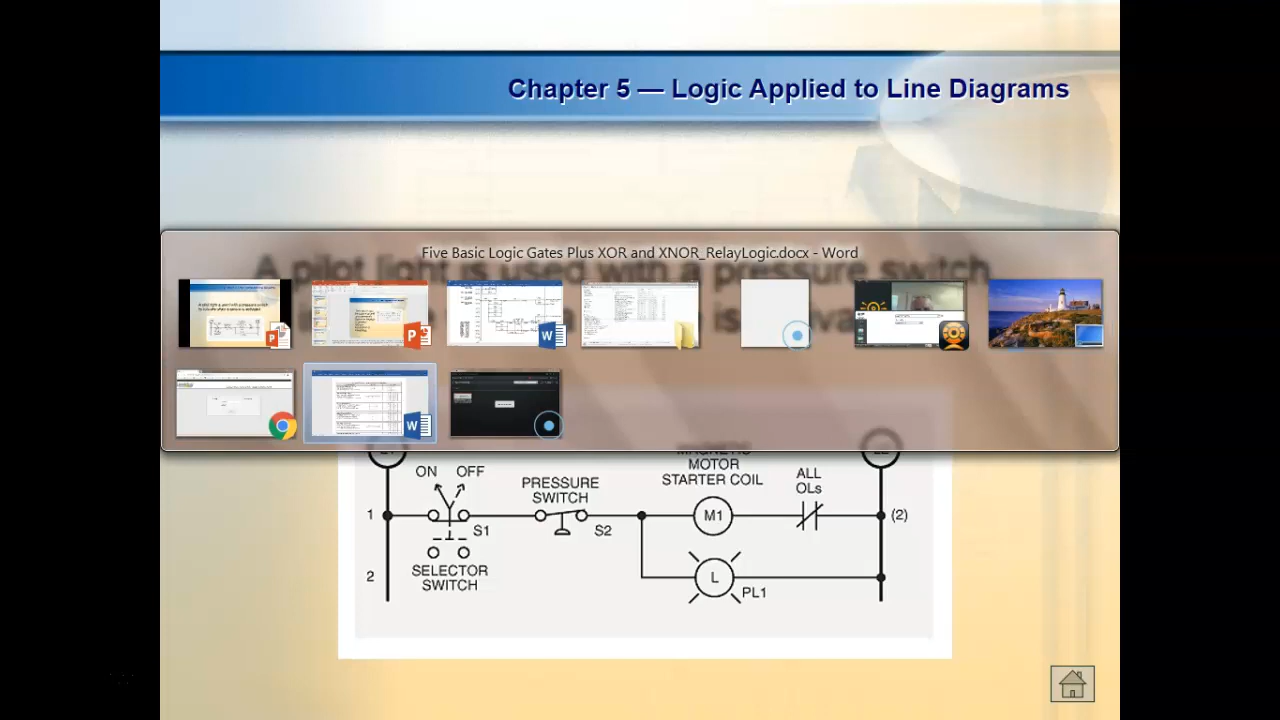 Chapter 5 — Logic Applied to Line Diagrams
Five Basic Logic Gates Plus XOR and XNOR_RelayLogic.docx - Word
A pilot light is used with a pressure switch
MOTOR
STARTER COIL
ALL
OLs
ON OFF
PRESSURE
SWITCH
1
S1
S2
M1
(2)
2
SELECTOR
SWITCH
L
PL1